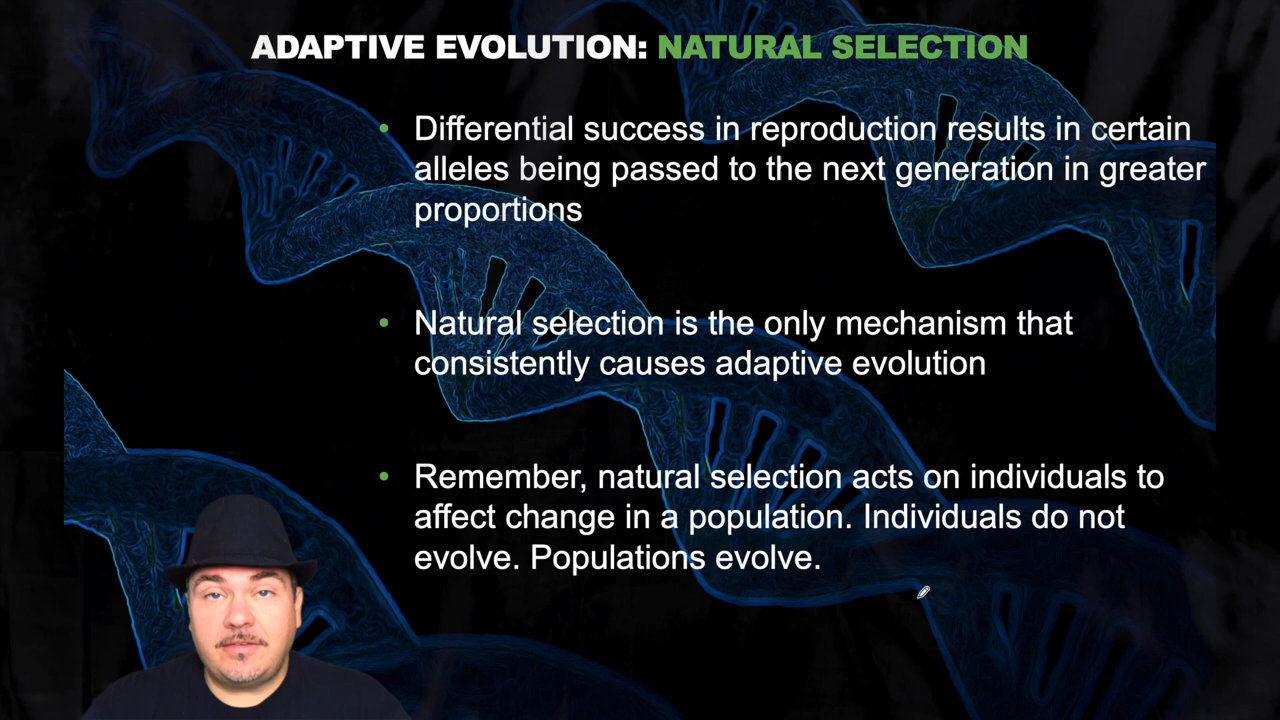 ADAPTIVE EVOLUTION: NATURAL SELECTION
• Differential success in reproduction results in certain
alleles being passed to the next generation in greater
proportions
• Natural selection is the only mechanism that
consistently causes adaptive evolution
• Remember, natural selection acts on individuals to
affect change in a population. Individuals do not
evolve. Populations evolve.